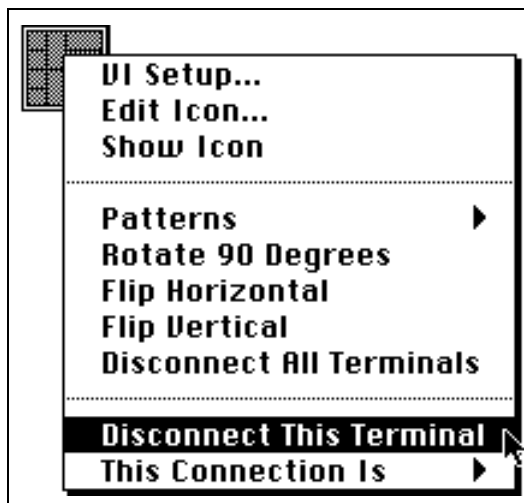 VI Setup...
Edit Icon...
Show Icon
Patterns
Rotate 90 Degrees
Flip Horizontal
Flip Vertical
Disconnect All Terminals
Disconnect This Terminal
This Connection Is